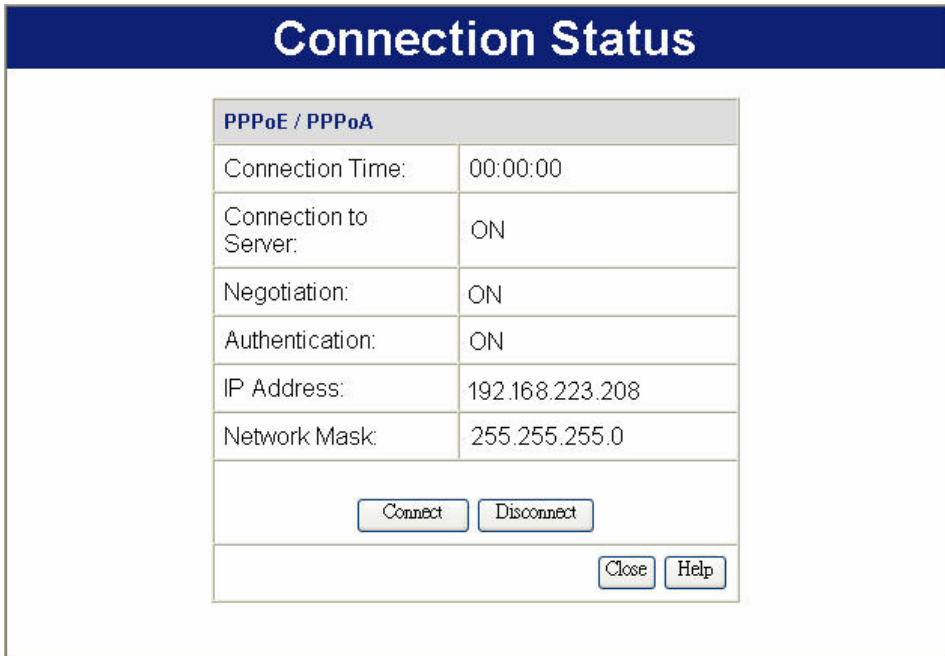 Connection Status
PPPoE / PPPoA
Connection Time: 00:00:00
Connection to
Server: ON
Negotiation: ON
Authentication: ON
IP Address: 192.168.223.208
Network Mask: 255.255.255.0
Connect Disconnect
Close Help